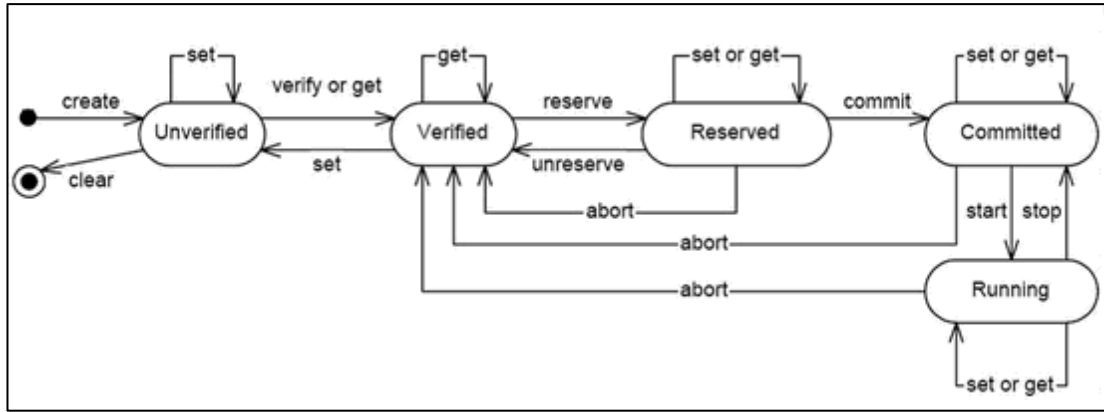 set
get
set or get
set or get
create
verify or get
reserve
commit
Unverified
Verified
Reserved
Committed
clear
set
unreserve
abort
start
stop
abort
abort
Running
set or get